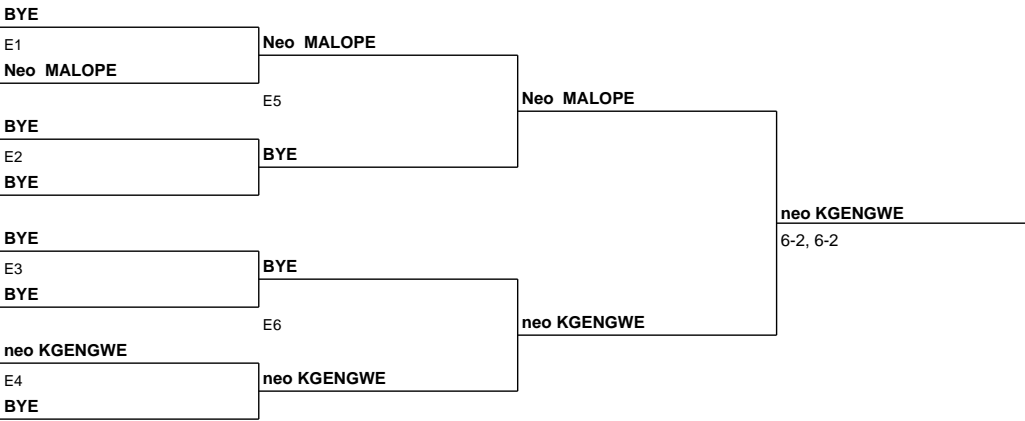 BYE
E1
Neo MALOPE
Neo MALOPE
E5
BYE
E2
BYE
BYE
Neo MALOPE
BYE
E3
BYE
BYE
E6
neo KGENGWE
E4
BYE
neo KGENGWE
neo KGENGWE
neo KGENGWE
6-2, 6-2